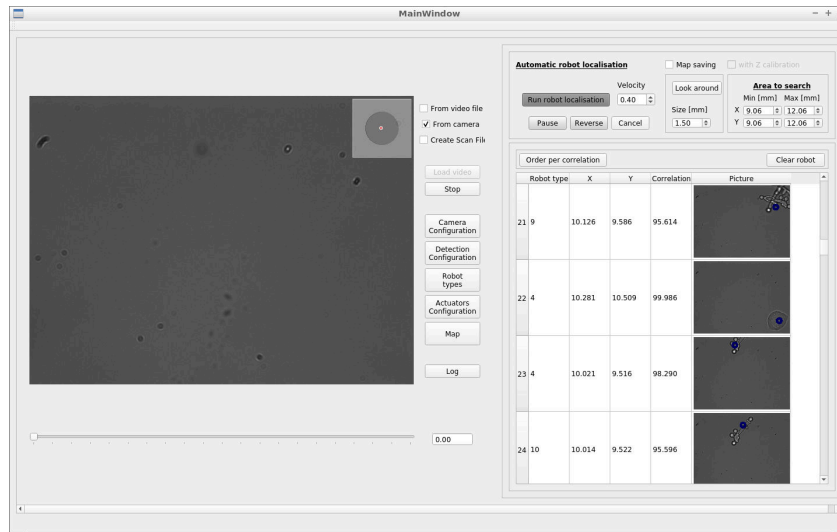 MainWindow
From video file
From camera
Create Scan File
Load video
Stop
Camera
Configuration
Detection
Configuration
Robot
types
Actuators
Configuration
Map
Log
0.00
Automatic robot localisation
Map saving
with Z calibration
Velocity
Run robot localisation
0.40
Pause
Reverse
Cancel
Look around
Size [mm]
1.50
Area to search
Min [mm] Max [mm]
X 9.06 12.06
Y 9.06 12.06
Order per correlation
Clear robot
Robot type X Y Correlation Picture
21 9 10.126 9.586 95.614
22 4 10.281 10.509 99.986
23 4 10.021 9.516 98.290
24 10 10.014 9.522 95.596